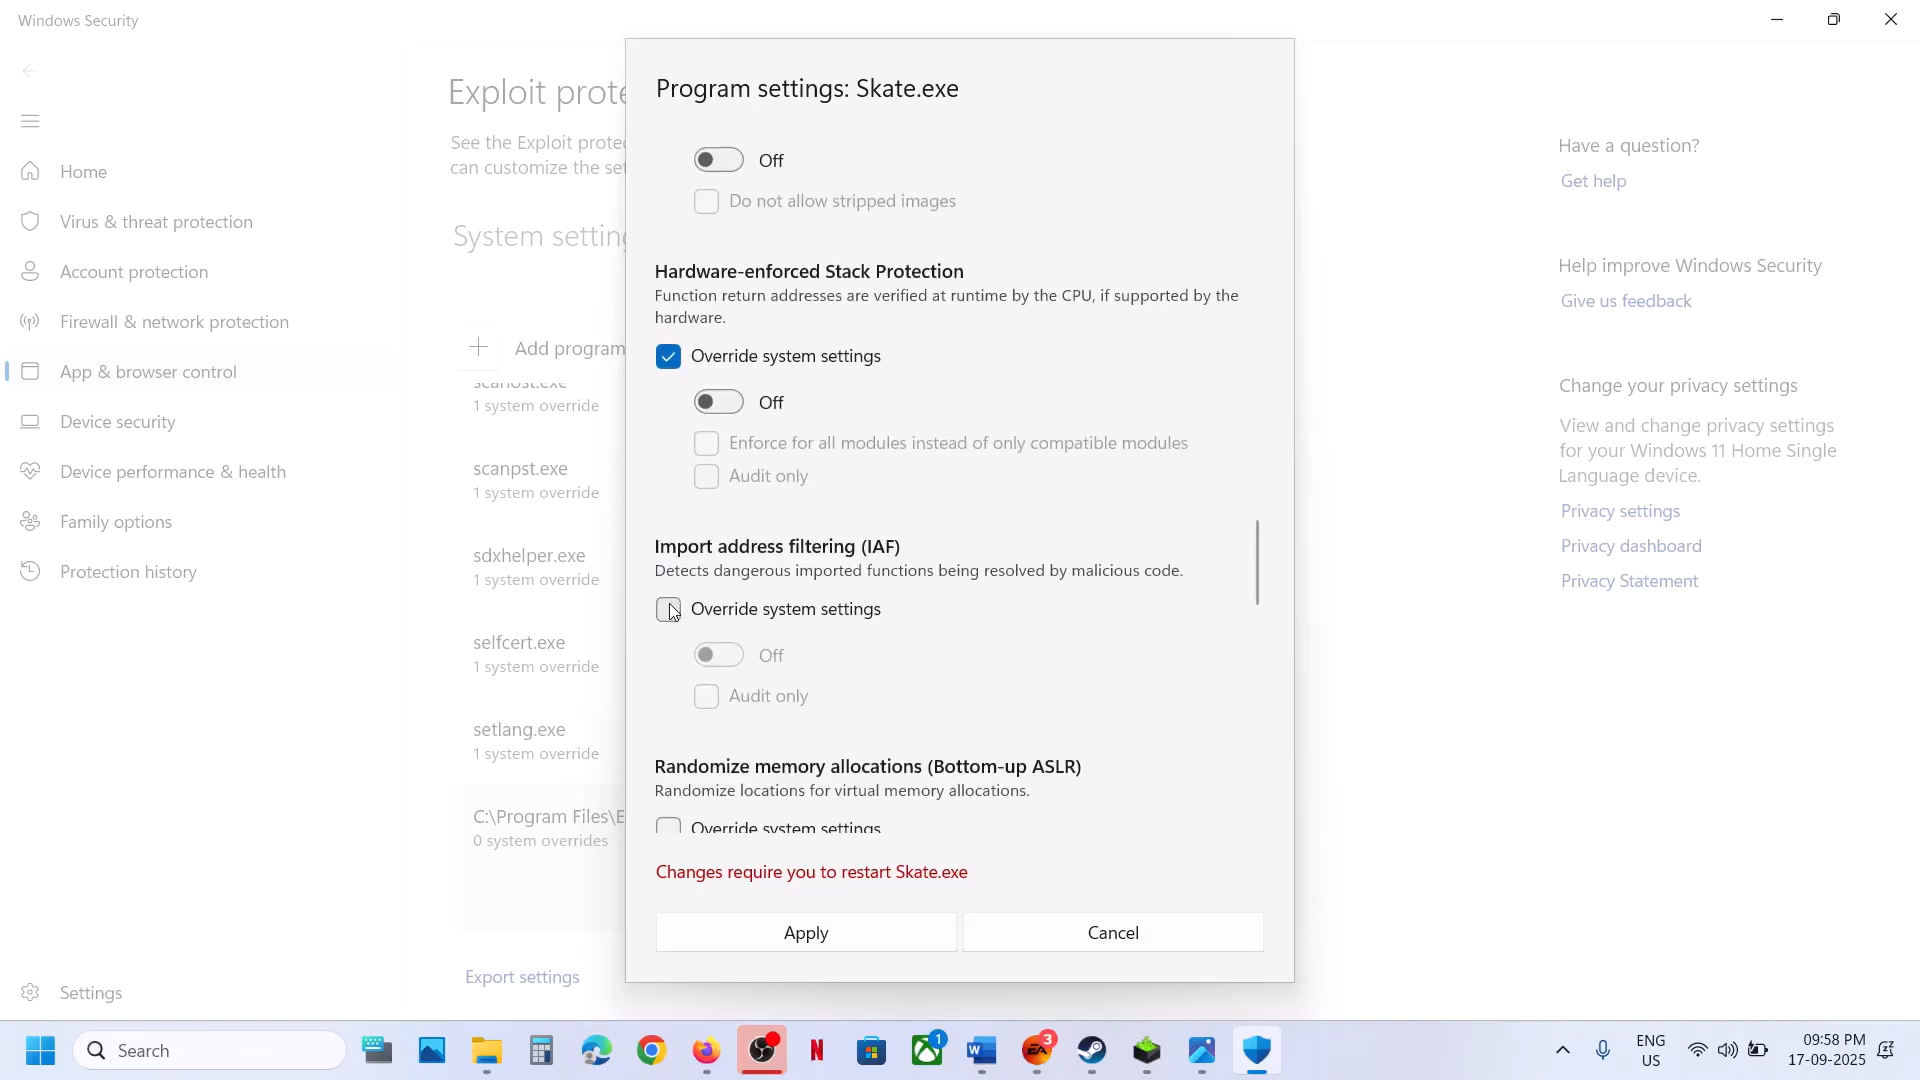 Windows Security
Home
Virus & threat protection
Account protection
Firewall & network protection
App & browser control
Device security
Device performance & health
Family options
Protection history
Settings
Exploit prote
See the Exploit protec
can customize the set
System setting
Add program
scanost.exe
1 system override
scanpst.exe
1 system override
sdxhelper.exe
1 system override
selfcert.exe
1 system override
setlang.exe
1 system override
C:\Program Files\E
0 system overrides
Export settings
Program settings: Skate.exe
Off
Do not allow stripped images
Hardware-enforced Stack Protection
Function return addresses are verified at runtime by the CPU, if supported by the
hardware.
Override system settings
Off
Enforce for all modules instead of only compatible modules
Audit only
Import address filtering (IAF)
Detects dangerous imported functions being resolved by malicious code.
Override system settings
Off
Audit only
Randomize memory allocations (Bottom-up ASLR)
Randomize locations for virtual memory allocations.
Override system settings
Changes require you to restart Skate.exe
Apply
Cancel
Have a question?
Get help
Help improve Windows Security
Give us feedback
Change your privacy settings
View and change privacy settings
for your Windows 11 Home Single
Language device.
Privacy settings
Privacy dashboard
Privacy Statement
Search
1
3
ENG
US
09:58 PM
17-09-2025